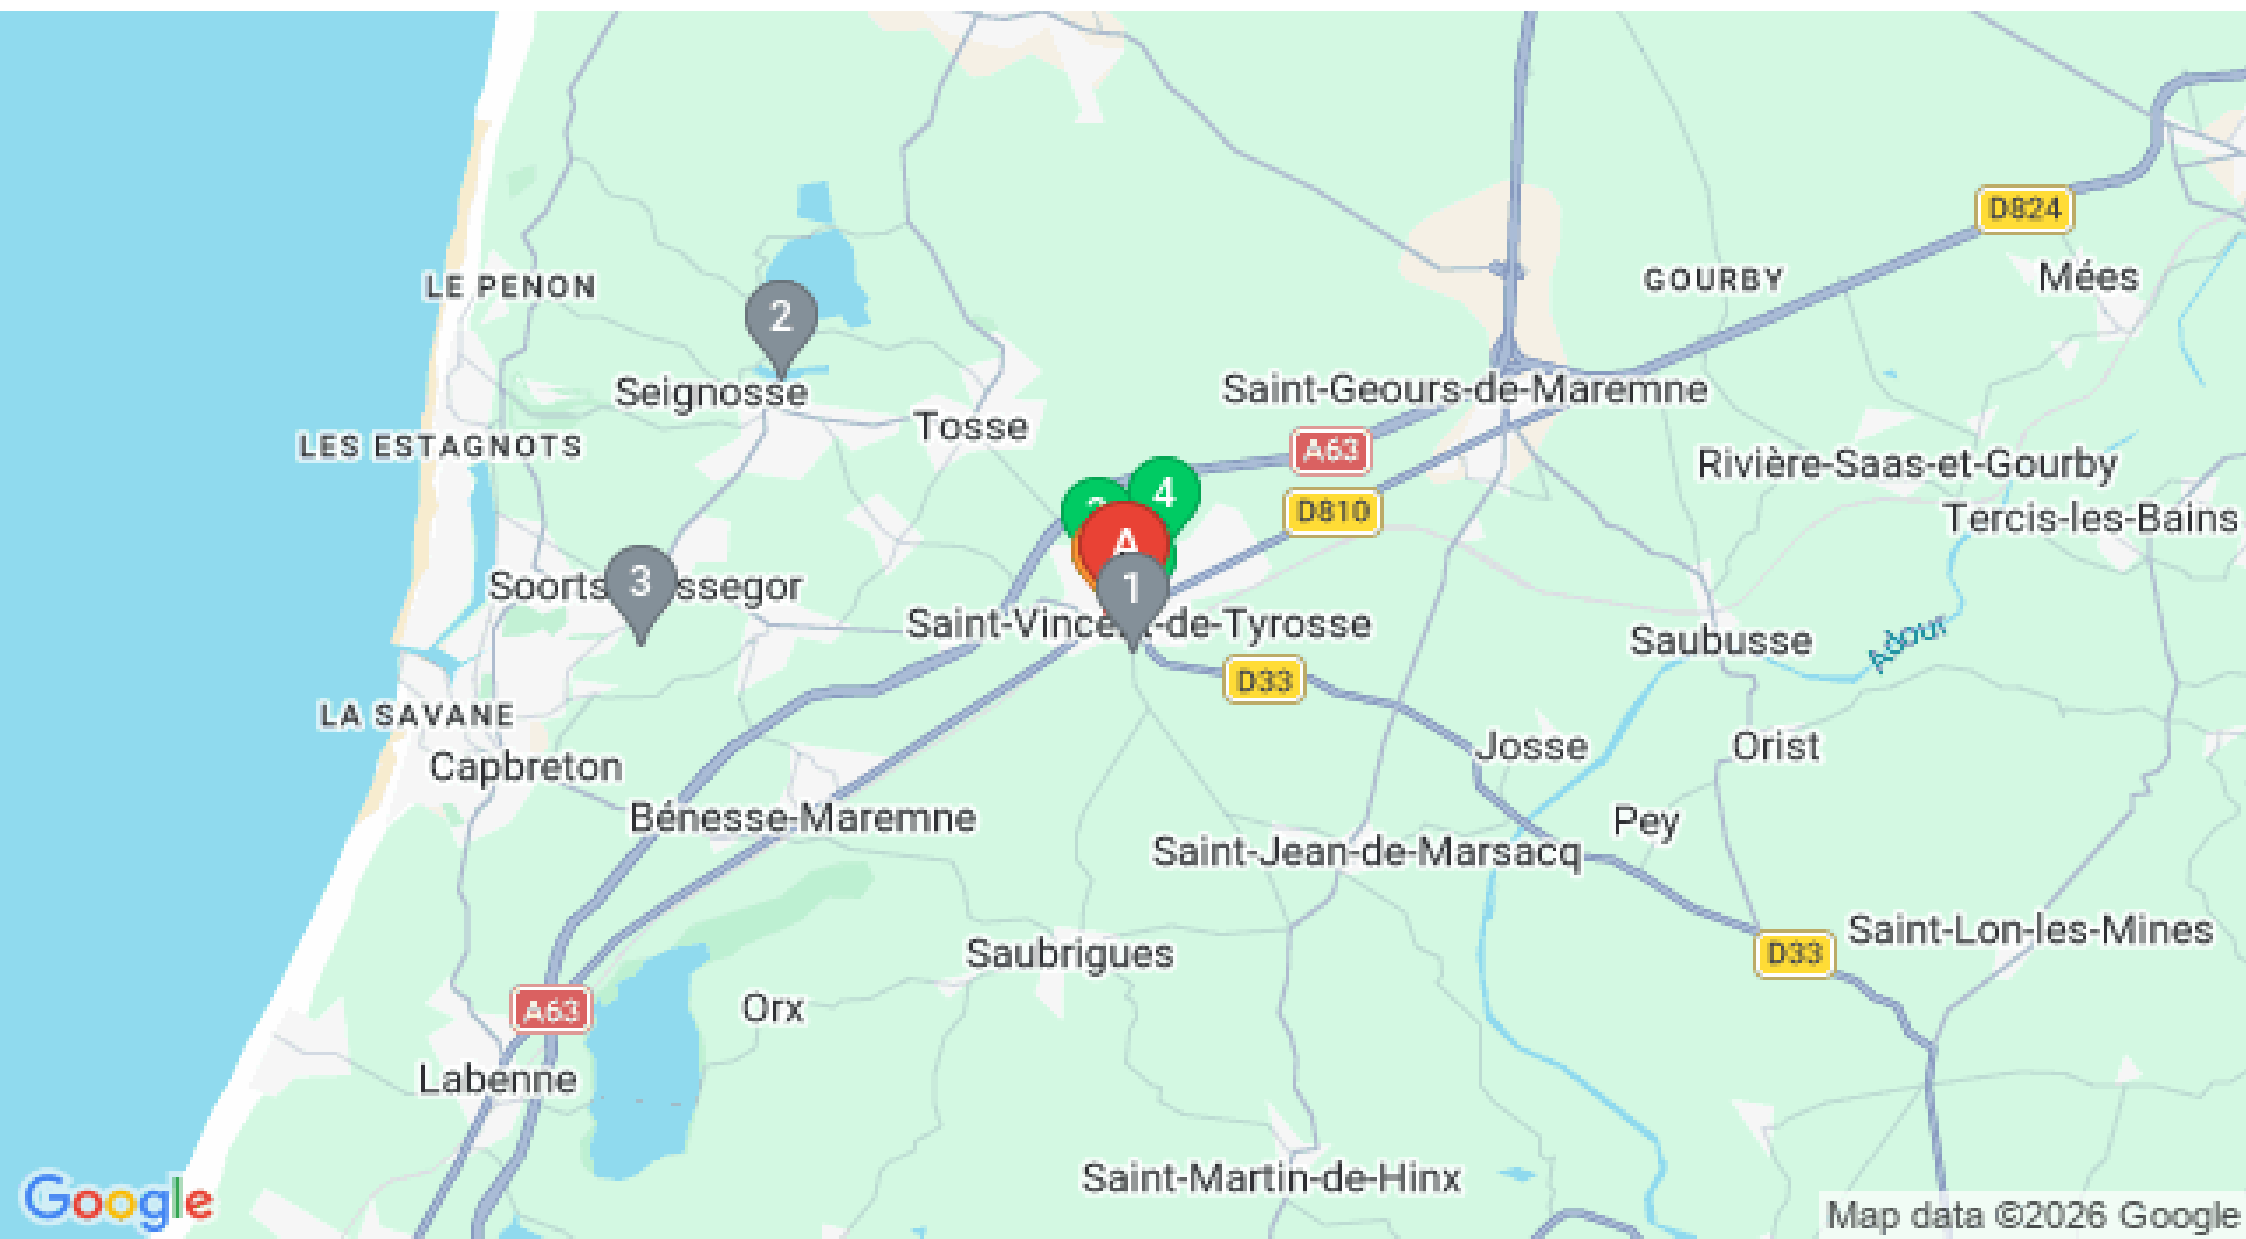 D824
GOURBY
Mées
LE PENON
2
Seignosse
Saint-Geours-de-Maremne
Tosse
LES ESTAGNOTS
A63
Rivière-Saas-et-Gourby
4
D810
Tercis-les-Bains
A
Soorts
3
ssegor
1
Saint-Vincent-de-Tyrosse
Saubusse
Adour
D33
LA SAVANE
Josse
Orist
Capbreton
Bénesse-Maremne
Pey
Saint-Jean-de-Marsacq
Saint-Lon-les-Mines
Saubrigues
D33
Orx
A63
Labenne
Saint-Martin-de-Hinx
Google
Map data ©2026 Google